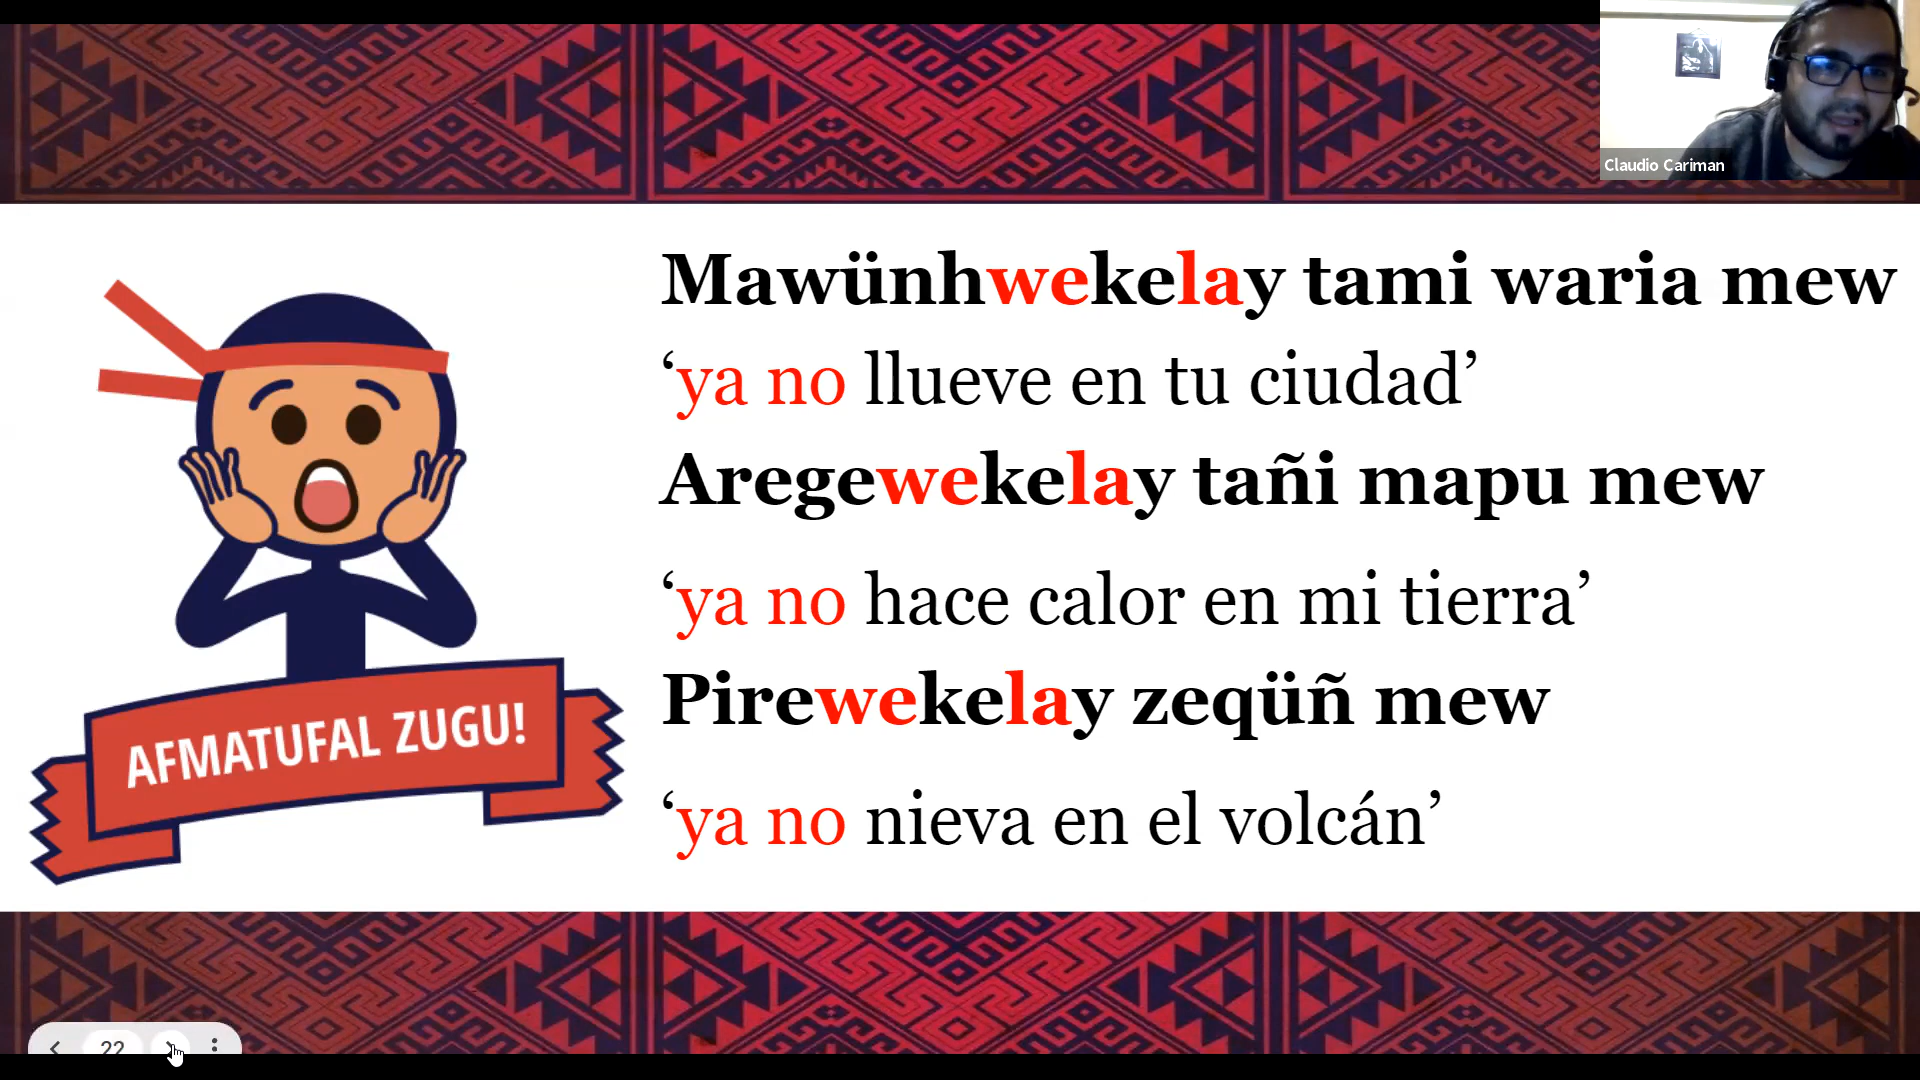 Claudio Cariman
Mawünhwekelay tami waria mew
‘ya no llueve en tu ciudad’
Aregewekelay tañi mapu mew
‘ya no hace calor en mi tierra’
Pirewekelay zeqüñ mew
‘ya no nieva en el volcán’
AFMATUFAL ZUGU!
22